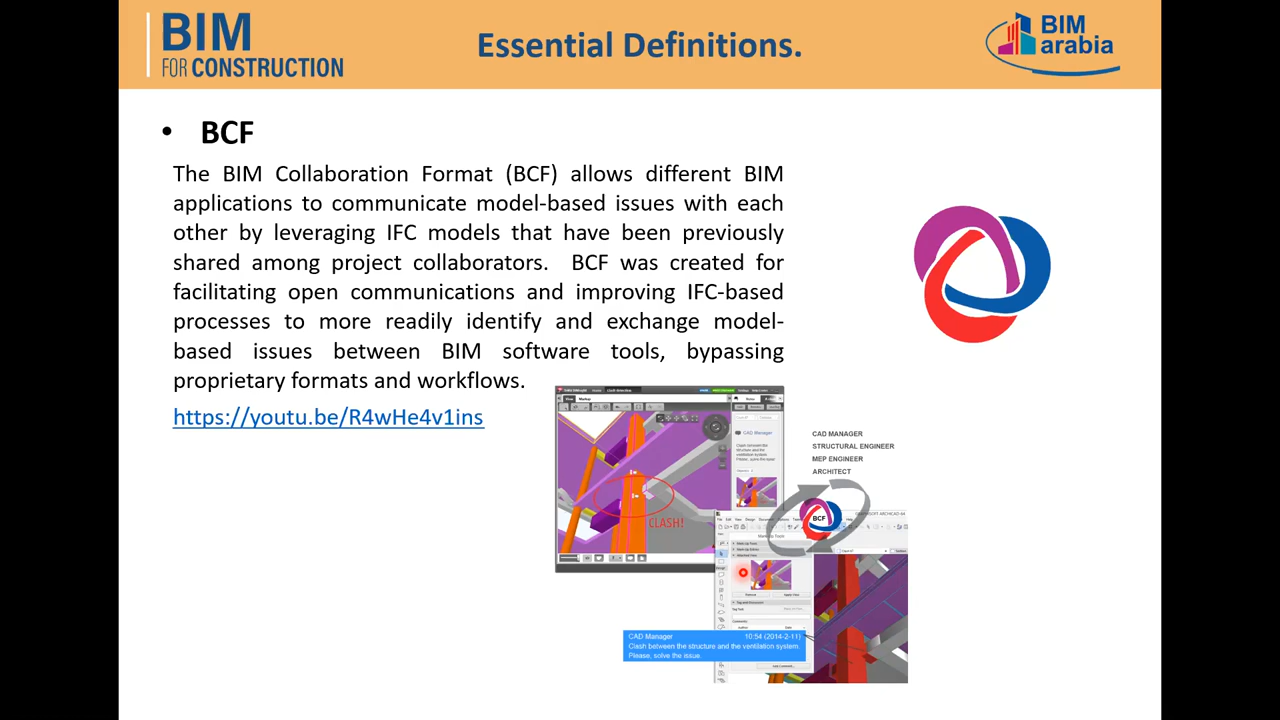 BIM
FOR CONSTRUCTION
Essential Definitions.
BIM
arabia
• BCF
The BIM Collaboration Format (BCF) allows different BIM
applications to communicate model-based issues with each
other by leveraging IFC models that have been previously
shared among project collaborators. BCF was created for
facilitating open communications and improving IFC-based
processes to more readily identify and exchange model-
based issues between BIM software tools, bypassing
proprietary formats and workflows.
https://youtu.be/R4wHe4v1ins
CAD Manager
CLASH!
CAD MANAGER
STRUCTURAL ENGINEER
MEP ENGINEER
ARCHITECT
BCF
CAD Manager 10:54 (2014-2-11)
Clash between the structure and the ventilation system.
Please, solve the issue.